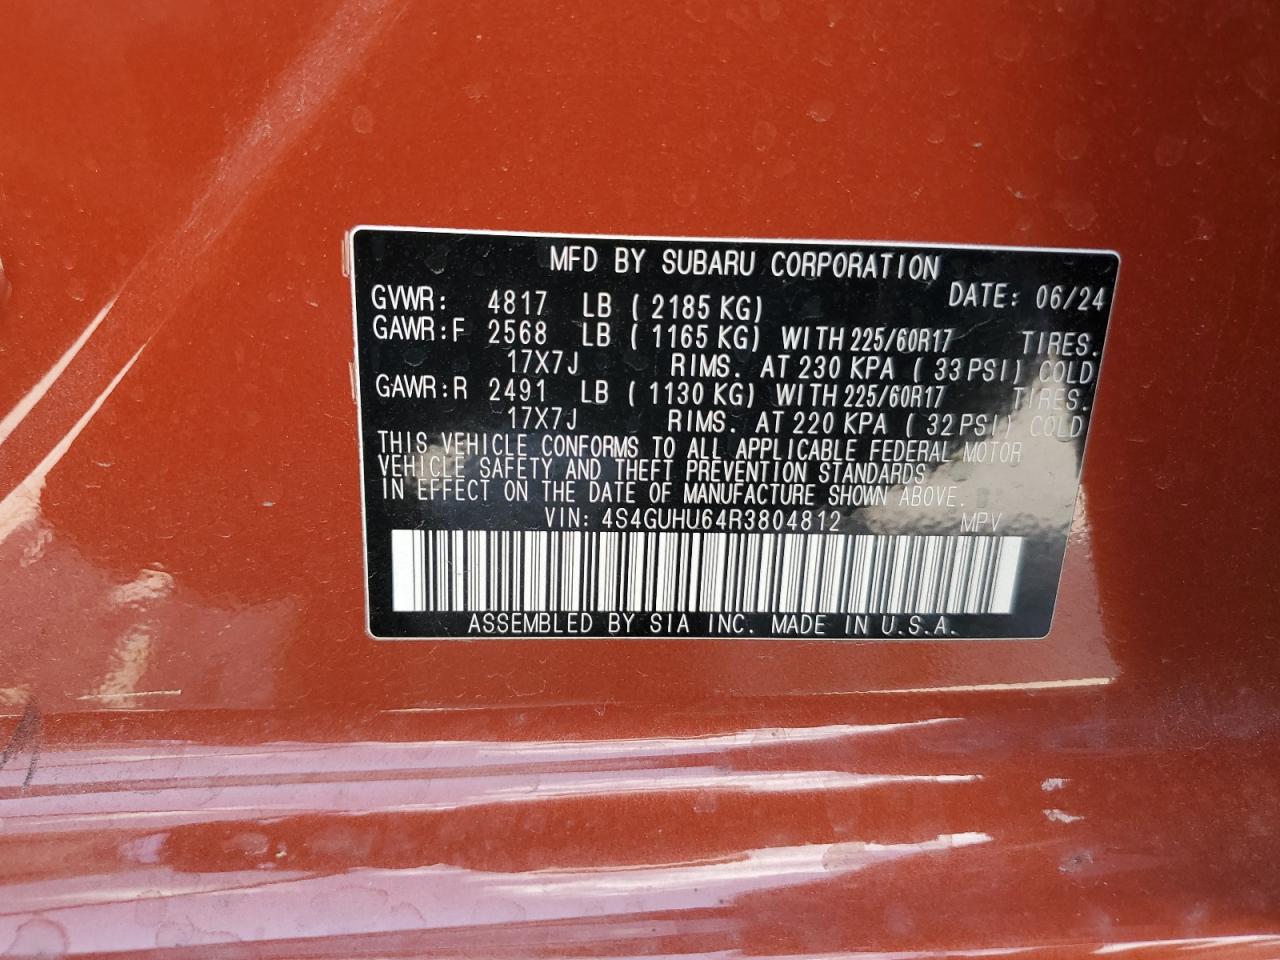 MFD BY SUBARU CORPORATION
GVWR: 4817 LB ( 2185 KG) DATE: 06/24
GAWR:F 2568 LB ( 1165 KG) WITH 225/60R17 TIRES.
17X7J RIMS. AT 230 KPA ( 33 PSI) COLD
GAWR:R 2491 LB ( 1130 KG) WITH 225/60R17 TIRES.
17X7J RIMS. AT 220 KPA ( 32 PSI) COLD
THIS VEHICLE CONFORMS TO ALL APPLICABLE FEDERAL MOTOR
VEHICLE SAFETY AND THEFT PREVENTION STANDARDS
IN EFFECT ON THE DATE OF MANUFACTURE SHOWN ABOVE.
VIN: 4S4GUHU64R3804812 MPV
ASSEMBLED BY SIA INC. MADE IN U.S.A.